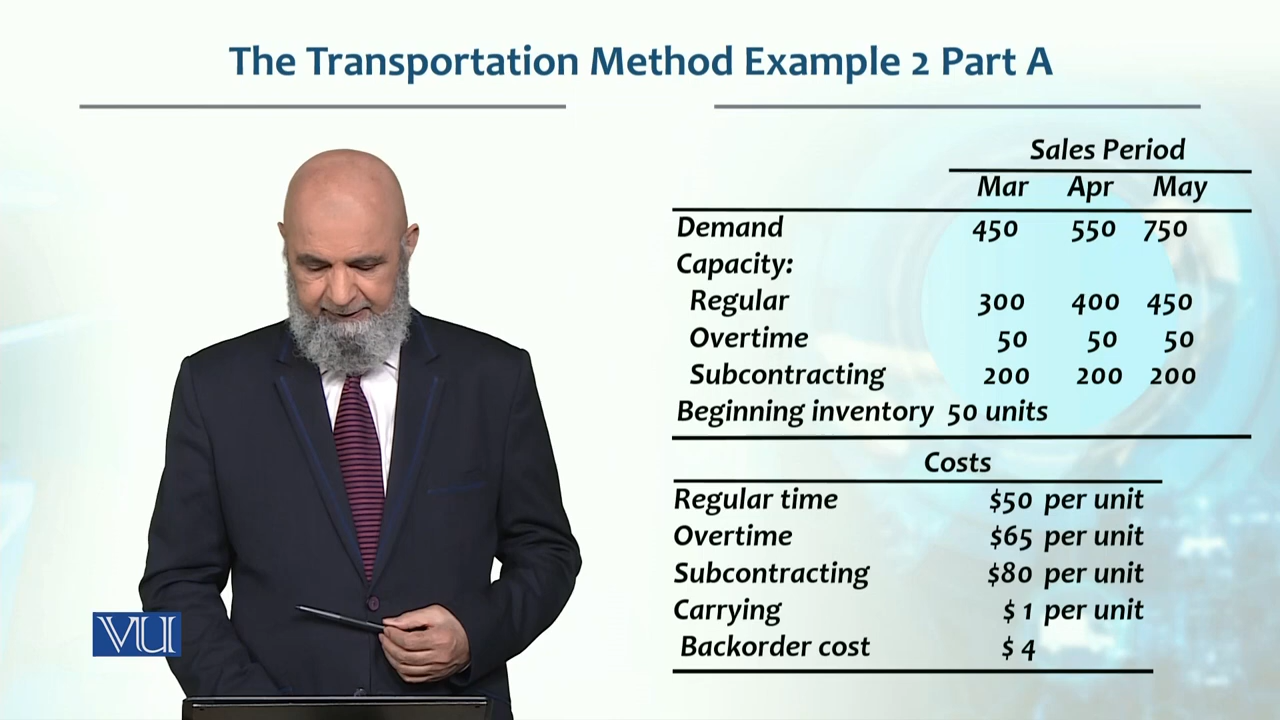 The Transportation Method Example 2 Part A
Sales Period
Mar Apr May
Demand 450 550 750
Capacity:
Regular 300 400 450
Overtime 50 50 50
Subcontracting 200 200 200
Beginning inventory 50 units
Costs
Regular time $50 per unit
Overtime $65 per unit
Subcontracting $80 per unit
Carrying $ 1 per unit
Backorder cost $ 4
VU